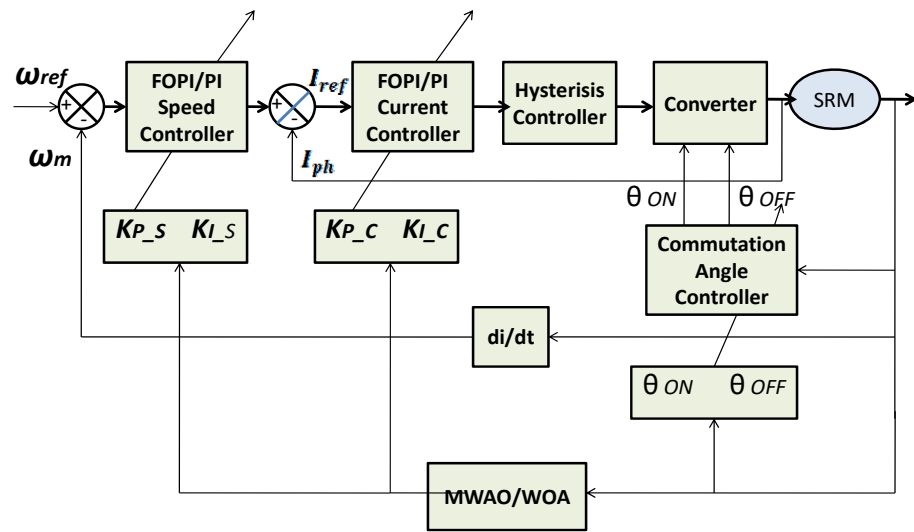 ωref
+
-
ωm
FOPI/PI
Speed
Controller
+
-
Iref
Iph
FOPI/PI
Current
Controller
Hysterisis
Controller
Converter
SRM
θ ON θ OFF
KP_S KI_S
KP_C KI_C
Commutation
Angle
Controller
di/dt
θ ON θ OFF
MWAO/WOA